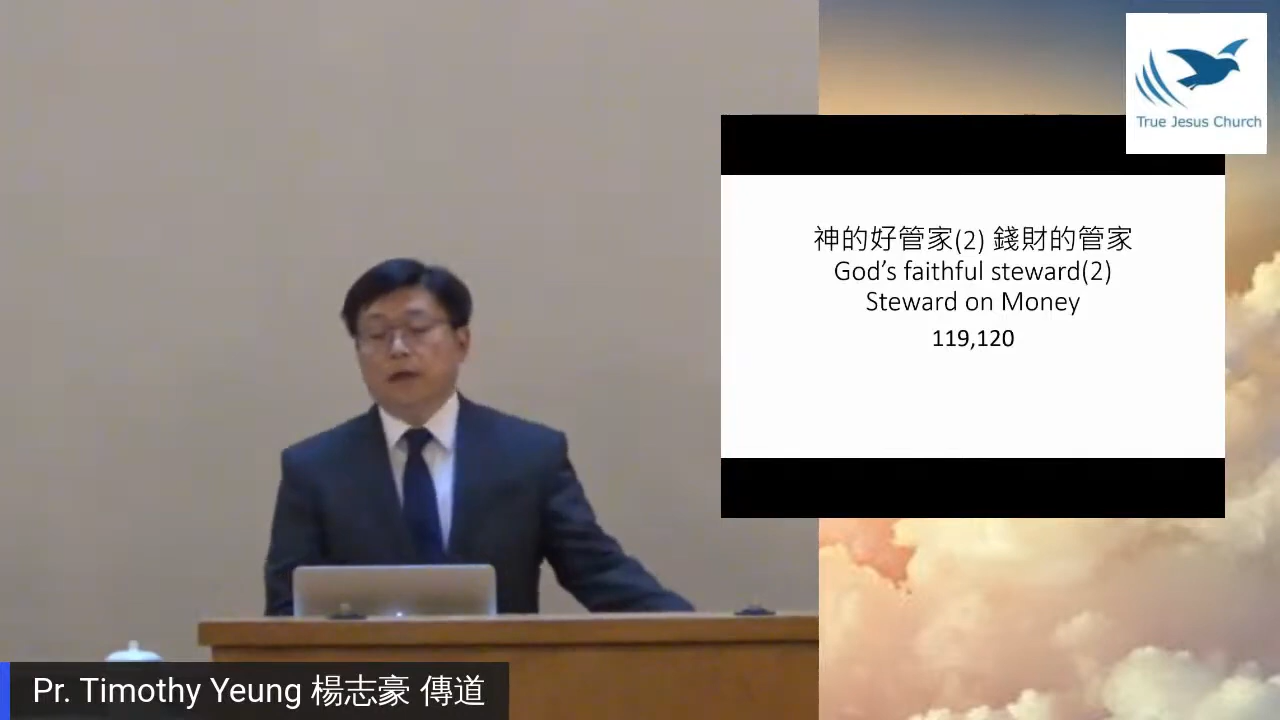 True Jesus Church
神的好管家(2) 錢財的管家
God's faithful steward(2)
Steward on Money
119,120
Pr. Timothy Yeung 楊志豪 傳道